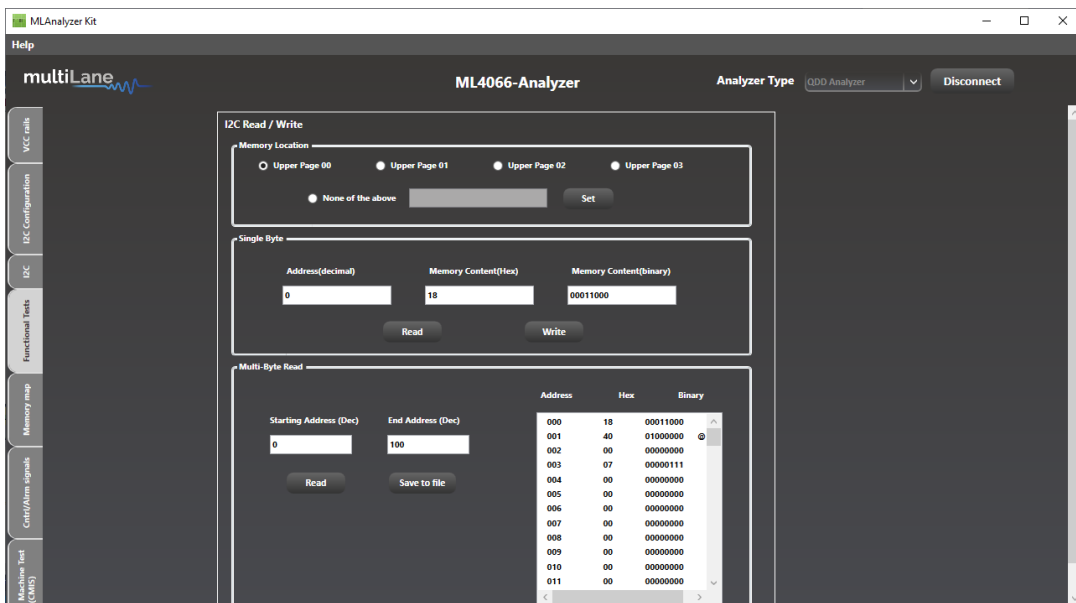 MLAnalyzer Kit
Help
multiLane
ML4066-Analyzer
Analyzer Type
QDD Analyzer
Disconnect
VCC rails
I2C Configuration
I2C
Functional Tests
Memory map
Cntrl/Alrm signals
Machine Test
(CMIS)
I2C Read / Write
Memory Location
Upper Page 00 Upper Page 01 Upper Page 02 Upper Page 03
None of the above Set
Single Byte
Address(decimal) Memory Content(Hex) Memory Content(binary)
0 18 00011000
Read Write
Multi-Byte Read
Starting Address (Dec) End Address (Dec)
0 100
Read Save to file
Address Hex Binary
000 18 00011000
001 40 01000000 @
002 00 00000000
003 07 00000111
004 00 00000000
005 00 00000000
006 00 00000000
007 00 00000000
008 00 00000000
009 00 00000000
010 00 00000000
011 00 00000000